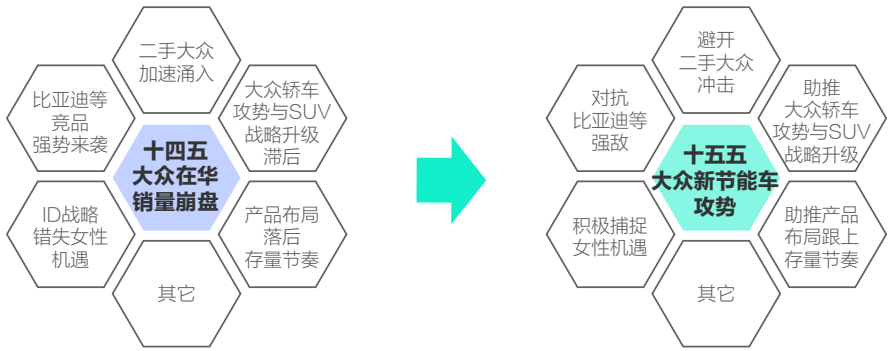 二手大众
加速涌入
大众轿车
攻势与SUV
战略升级
滞后
比亚迪等
竞品
强势来袭
十四五
大众在华
销量崩盘
ID战略
错失女性
机遇
产品布局
落后
存量节奏
其它
避开
二手大众
冲击
助推
大众轿车
攻势与SUV
战略升级
对抗
比亚迪等
强敌
十五五
大众新节能车
攻势
积极捕捉
女性机遇
助推产品
布局跟上
存量节奏
其它